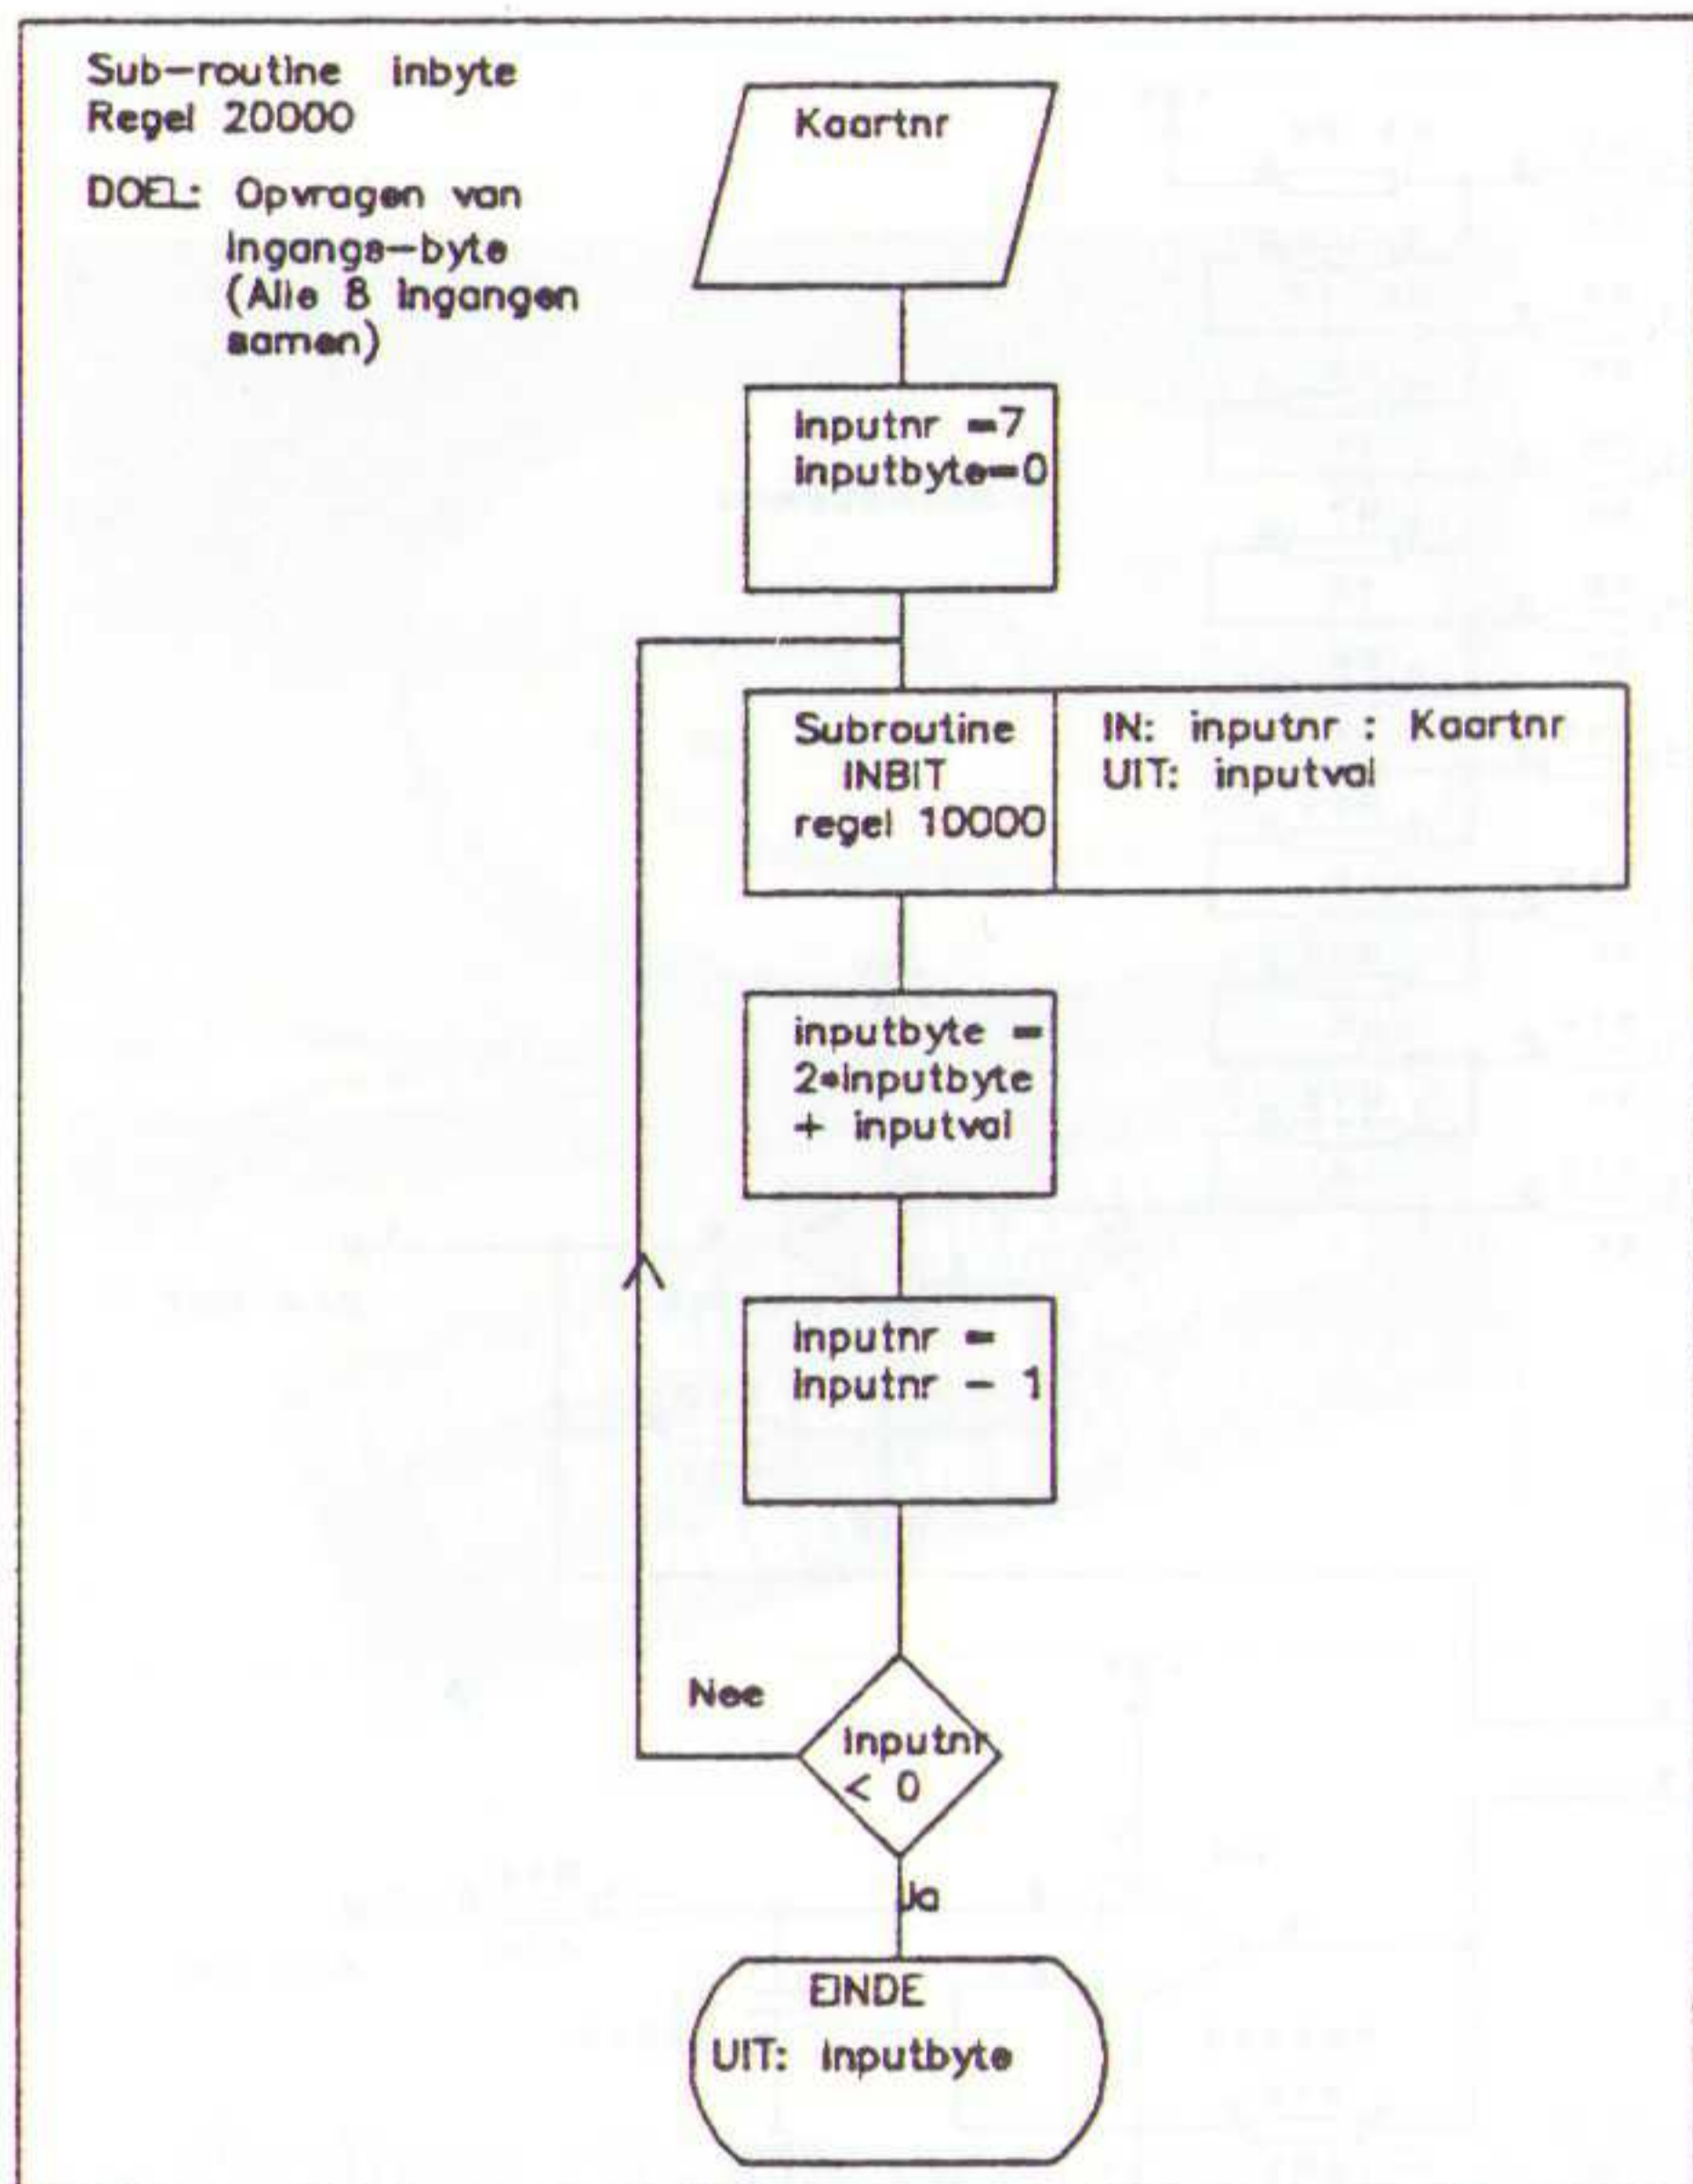 Sub-routine inbyte
Regel 20000
DOEL: Opvragen van
ingangs-byte
(Alle 8 ingangen
samen)
Kaartnr
inputnr =7
inputbyte=0
Subroutine
INBIT
regel 10000
IN: inputnr : Kaartnr
UIT: inputval
inputbyte =
2*inputbyte
+ inputval
inputnr =
inputnr - 1
Nee
inputnr
< 0
Ja
EINDE
UIT: inputbyte